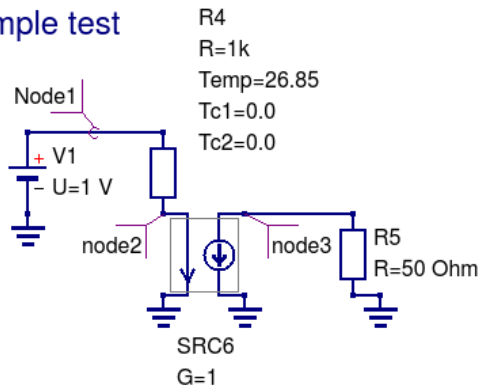 mple test
R4
R=1k
Temp=26.85
Tc1=0.0
Tc2=0.0
Node1
+ V1
– U=1 V
node2
node3
R5
R=50 Ohm
SRC6
G=1